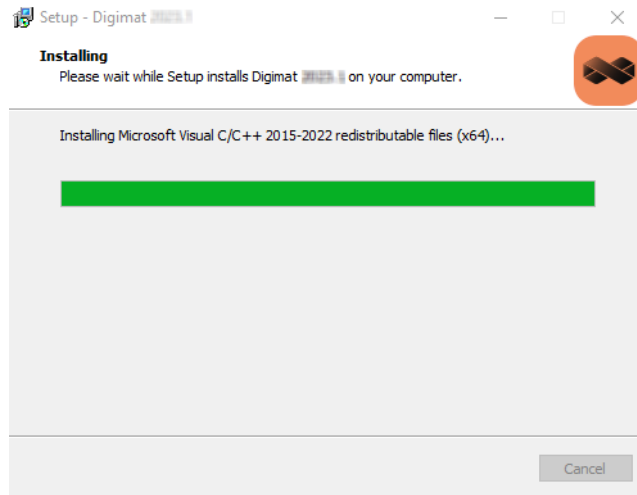 Setup - Digimat
Installing
Please wait while Setup installs Digimat on your computer.
Installing Microsoft Visual C/C++ 2015-2022 redistributable files (x64)...
Cancel